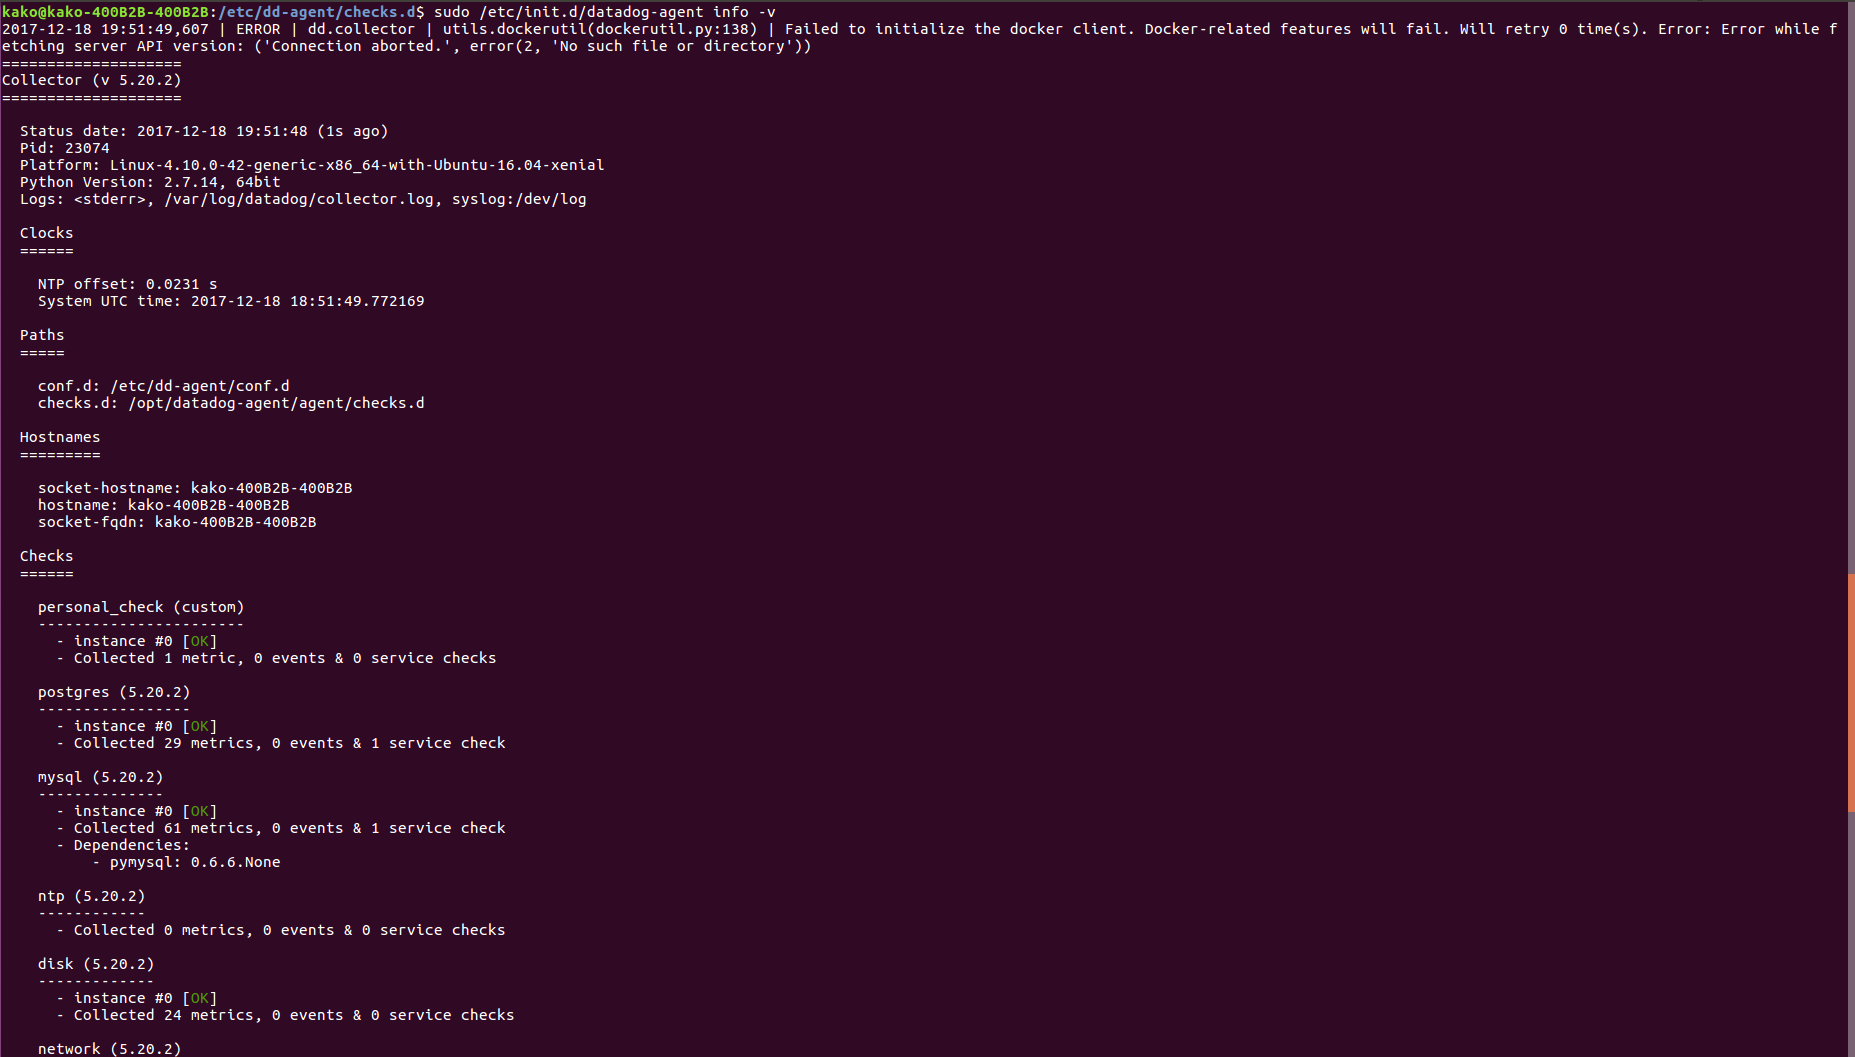 kako@kako-400B2B-400B2B:/etc/dd-agent/checks.d$ sudo /etc/init.d/datadog-agent info -v
2017-12-18 19:51:49,607 | ERROR | dd.collector | utils.dockerutil(dockerutil.py:138) | Failed to initialize the docker client. Docker-related features will fail. Will retry 0 time(s). Error: Error while f
etching server API version: ('Connection aborted.', error(2, 'No such file or directory'))
====================
Collector (v 5.20.2)
====================
Status date: 2017-12-18 19:51:48 (1s ago)
Pid: 23074
Platform: Linux-4.10.0-42-generic-x86_64-with-Ubuntu-16.04-xenial
Python Version: 2.7.14, 64bit
Logs: <stderr>, /var/log/datadog/collector.log, syslog:/dev/log
Clocks
======
NTP offset: 0.0231 s
System UTC time: 2017-12-18 18:51:49.772169
Paths
=====
conf.d: /etc/dd-agent/conf.d
checks.d: /opt/datadog-agent/agent/checks.d
Hostnames
=========
socket-hostname: kako-400B2B-400B2B
hostname: kako-400B2B-400B2B
socket-fqdn: kako-400B2B-400B2B
Checks
======
personal_check (custom)
-----------------------
- instance #0 [OK]
- Collected 1 metric, 0 events & 0 service checks
postgres (5.20.2)
-----------------
- instance #0 [OK]
- Collected 29 metrics, 0 events & 1 service check
mysql (5.20.2)
--------------
- instance #0 [OK]
- Collected 61 metrics, 0 events & 1 service check
- Dependencies:
- pymysql: 0.6.6.None
ntp (5.20.2)
------------
- Collected 0 metrics, 0 events & 0 service checks
disk (5.20.2)
-------------
- instance #0 [OK]
- Collected 24 metrics, 0 events & 0 service checks
network (5.20.2)